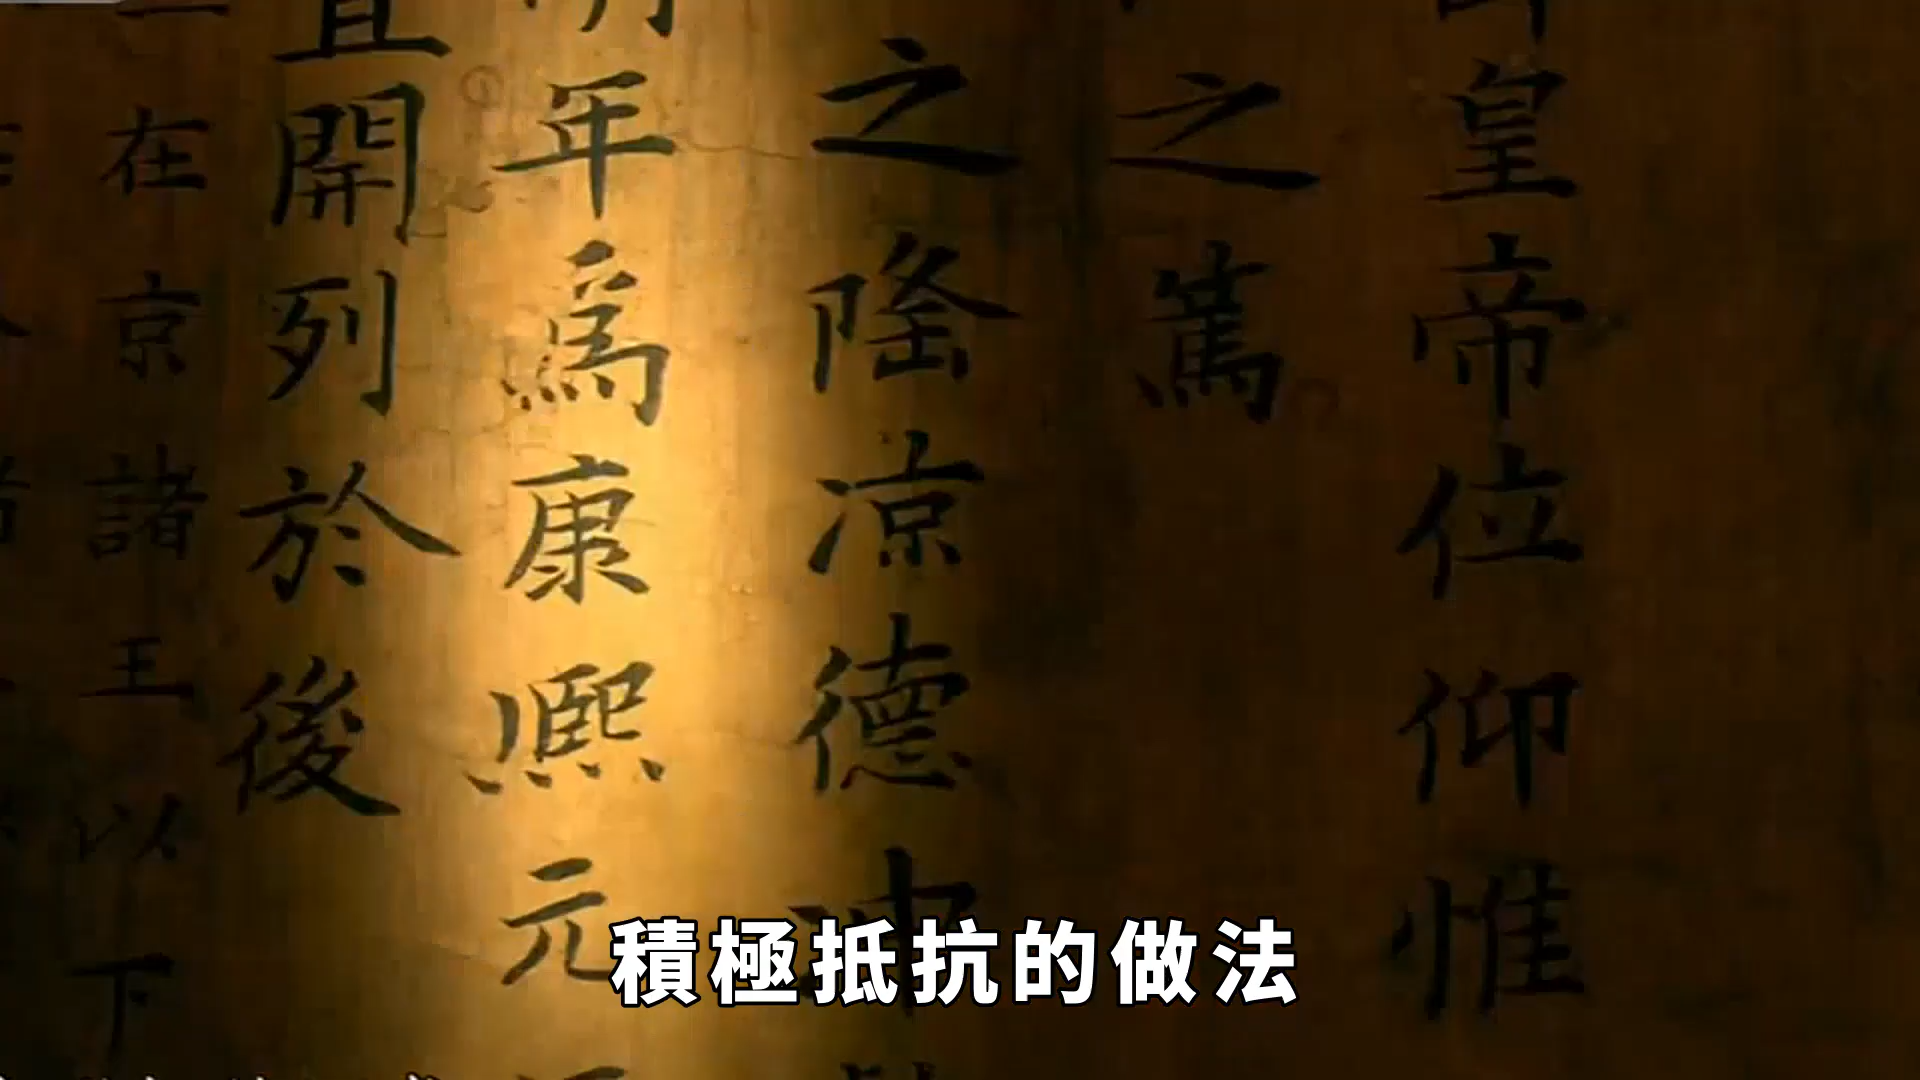 皇帝位仰惟
之篤
之隆涼德沖
年爲康熙元
開列於後
在京諸王以下
積極抵抗的做法